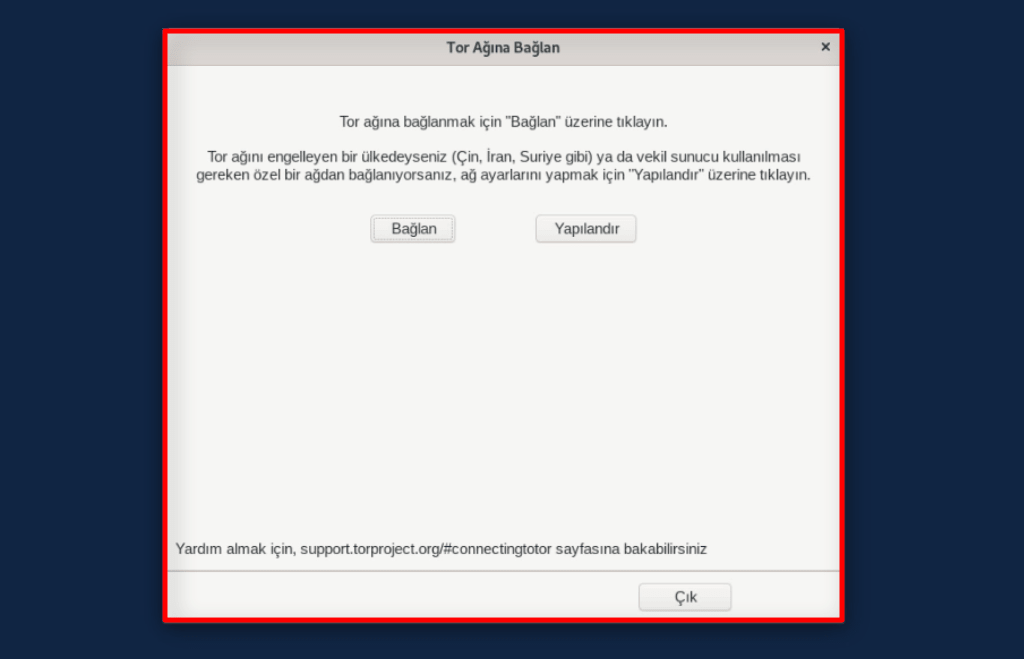 Tor Ağına Bağlan
×
Tor ağına bağlanmak için "Bağlan" üzerine tıklayın.
Tor ağını engelleyen bir ülkedeyseniz (Çin, İran, Suriye gibi) ya da vekil sunucu kullanılması
gereken özel bir ağdan bağlanıyorsanız, ağ ayarlarını yapmak için "Yapılandır" üzerine tıklayın.
Bağlan
Yapılandır
Yardım almak için, support.torproject.org/#connectingtotor sayfasına bakabilirsiniz
Çık